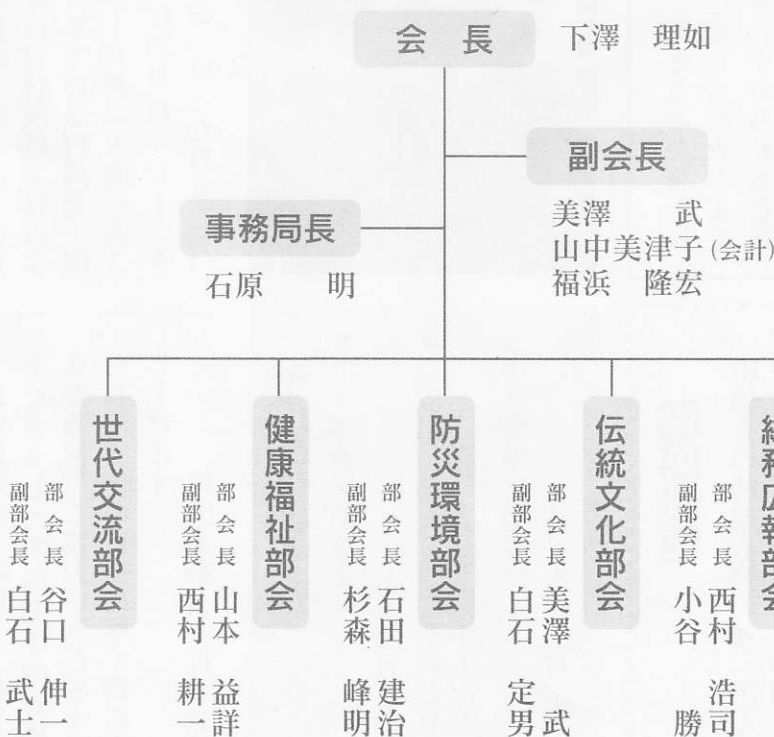 会 長 下澤 理如
副会長
美澤 武
山中美津子(会計)
福浜 隆宏
事務局長
石原 明
総務広報部会
部会長 西村 浩司
副部会長 小谷 勝
伝統文化部会
部会長 美澤 武
副部会長 白石 定男
防災環境部会
部会長 石田 建治
副部会長 杉森 峰明
健康福祉部会
部会長 山本 益詳
副部会長 西村 耕一
世代交流部会
部会長 谷口 伸一
副部会長 白石 武士